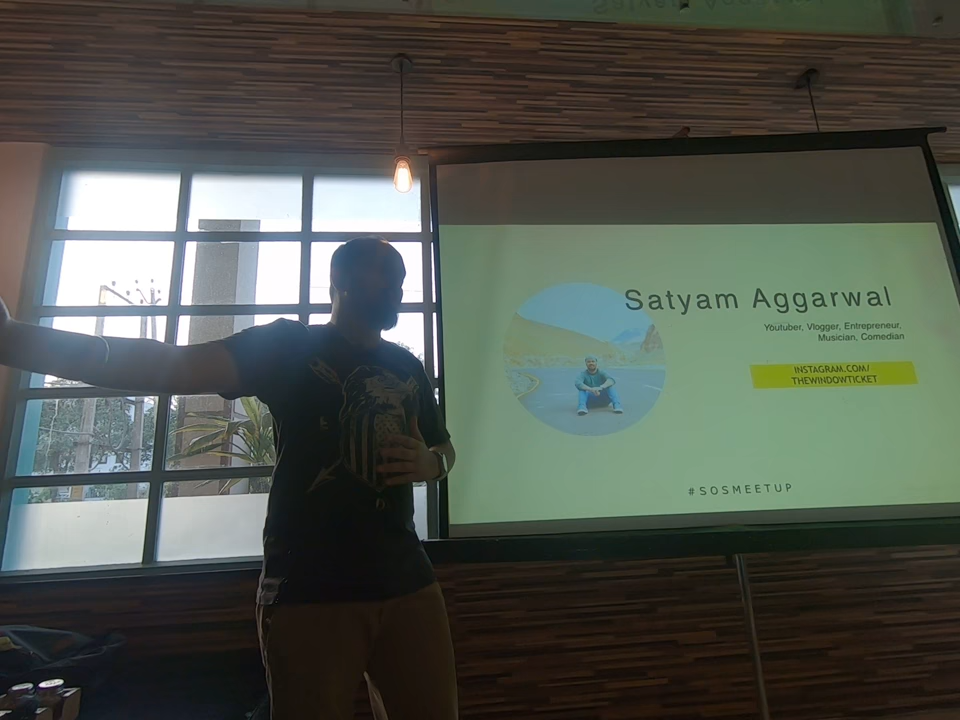 Satyam Aggarwal
Youtuber, Vlogger, Entrepreneur,
Musician, Comedian
INSTAGRAM.COM/
THEWINDOWTICKET
#SOSMEETUP